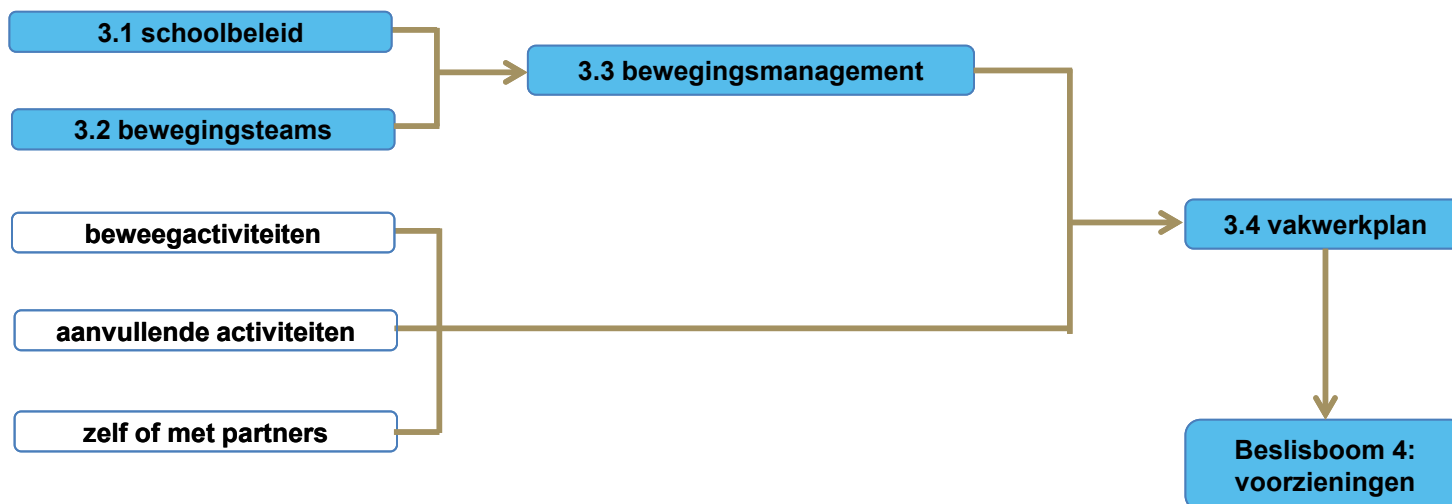 3.1 schoolbeleid
3.3 bewegingsmanagement
3.2 bewegingsteams
beweegactiviteiten
3.4 vakwerkplan
aanvullende activiteiten
zelf of met partners
Beslisboom 4:
voorzieningen